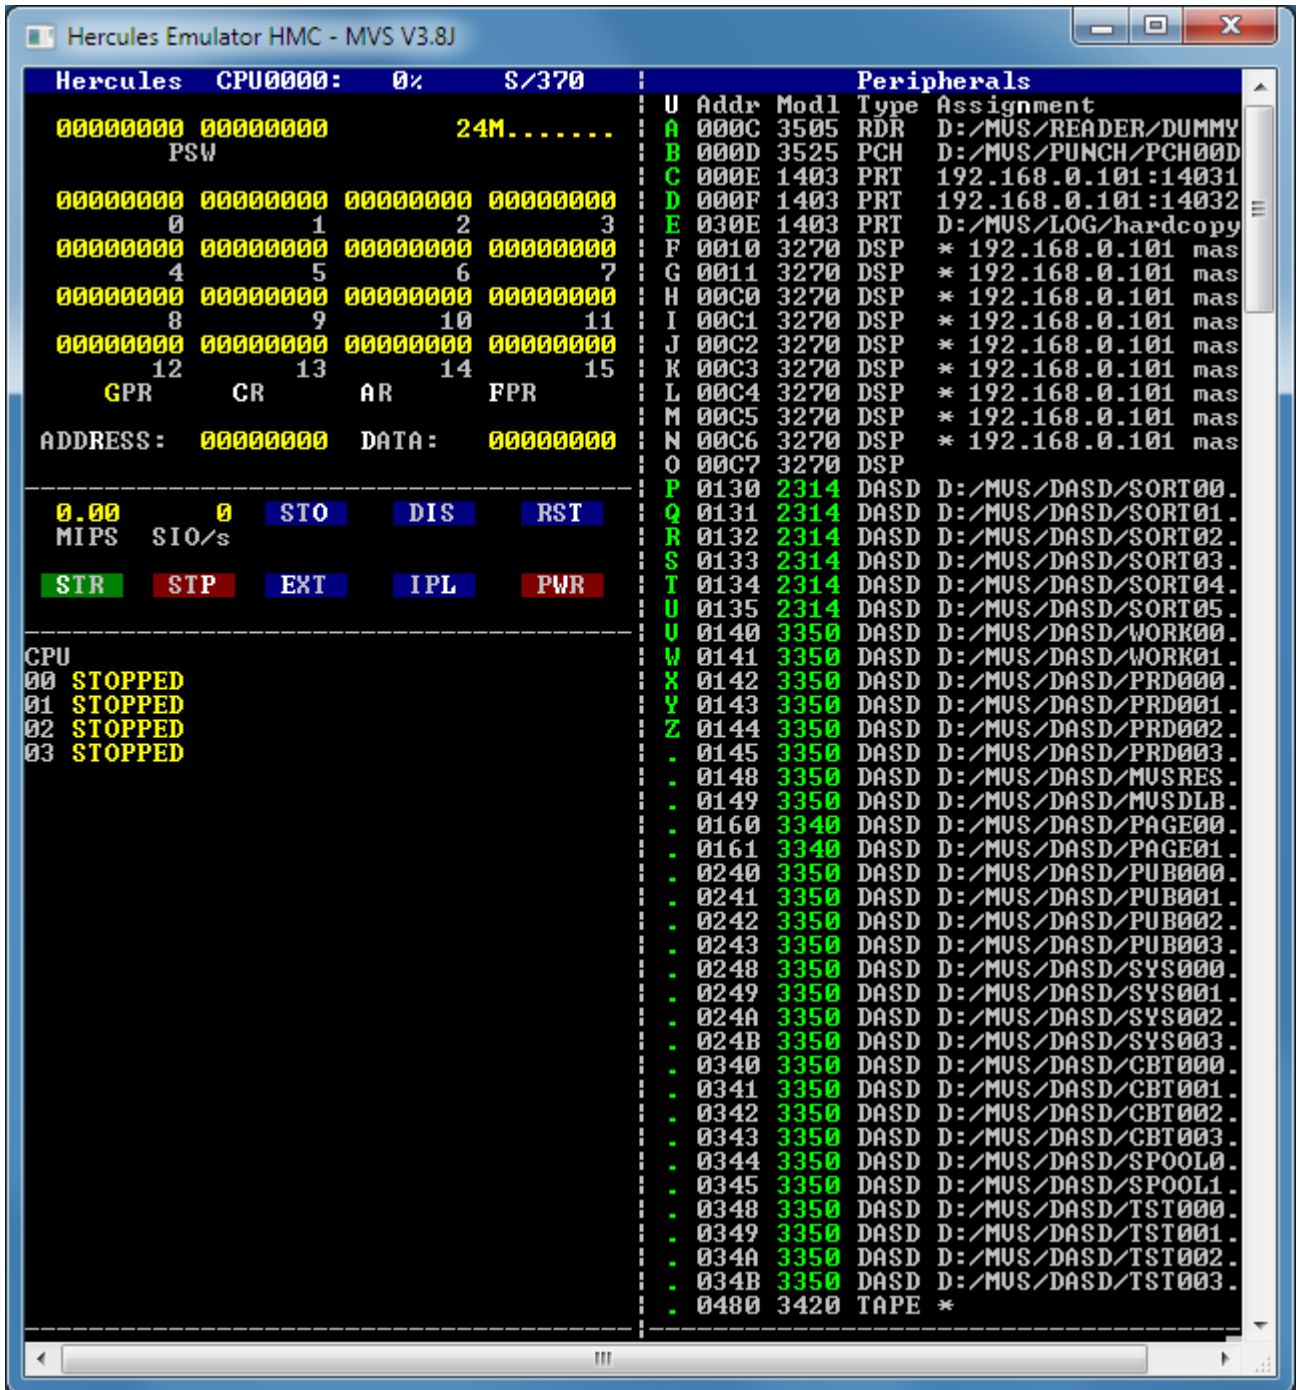 Hercules Emulator HMC - MVS V3.8J
Hercules CPU0000: 0% S/370
00000000 00000000 24M.......
PSW
00000000 00000000 00000000 00000000
0 1 2 3
00000000 00000000 00000000 00000000
4 5 6 7
00000000 00000000 00000000 00000000
8 9 10 11
00000000 00000000 00000000 00000000
12 13 14 15
GPR CR AR FPR
ADDRESS: 00000000 DATA: 00000000
0.00 0 STO DIS RST
MIPS SIO/s
STR STP EXT IPL PWR
CPU
00 STOPPED
01 STOPPED
02 STOPPED
03 STOPPED
Peripherals
U Addr Modl Type Assignment
A 000C 3505 RDR D:/MVS/READER/DUMMY
B 000D 3525 PCH D:/MVS/PUNCH/PCH00D
C 000E 1403 PRT 192.168.0.101:14031
D 000F 1403 PRT 192.168.0.101:14032
E 030E 1403 PRT D:/MVS/LOG/hardcopy
F 0010 3270 DSP * 192.168.0.101 mas
G 0011 3270 DSP * 192.168.0.101 mas
H 00C0 3270 DSP * 192.168.0.101 mas
I 00C1 3270 DSP * 192.168.0.101 mas
J 00C2 3270 DSP * 192.168.0.101 mas
K 00C3 3270 DSP * 192.168.0.101 mas
L 00C4 3270 DSP * 192.168.0.101 mas
M 00C5 3270 DSP * 192.168.0.101 mas
N 00C6 3270 DSP * 192.168.0.101 mas
O 00C7 3270 DSP
P 0130 2314 DASD D:/MVS/DASD/SORT00.
Q 0131 2314 DASD D:/MVS/DASD/SORT01.
R 0132 2314 DASD D:/MVS/DASD/SORT02.
S 0133 2314 DASD D:/MVS/DASD/SORT03.
T 0134 2314 DASD D:/MVS/DASD/SORT04.
U 0135 2314 DASD D:/MVS/DASD/SORT05.
V 0140 3350 DASD D:/MVS/DASD/WORK00.
W 0141 3350 DASD D:/MVS/DASD/WORK01.
X 0142 3350 DASD D:/MVS/DASD/PRD000.
Y 0143 3350 DASD D:/MVS/DASD/PRD001.
Z 0144 3350 DASD D:/MVS/DASD/PRD002.
. 0145 3350 DASD D:/MVS/DASD/PRD003.
. 0148 3350 DASD D:/MVS/DASD/MVSRES.
. 0149 3350 DASD D:/MVS/DASD/MVSDLB.
. 0160 3340 DASD D:/MVS/DASD/PAGE00.
. 0161 3340 DASD D:/MVS/DASD/PAGE01.
. 0240 3350 DASD D:/MVS/DASD/PUB000.
. 0241 3350 DASD D:/MVS/DASD/PUB001.
. 0242 3350 DASD D:/MVS/DASD/PUB002.
. 0243 3350 DASD D:/MVS/DASD/PUB003.
. 0248 3350 DASD D:/MVS/DASD/SYS000.
. 0249 3350 DASD D:/MVS/DASD/SYS001.
. 024A 3350 DASD D:/MVS/DASD/SYS002.
. 024B 3350 DASD D:/MVS/DASD/SYS003.
. 0340 3350 DASD D:/MVS/DASD/CBT000.
. 0341 3350 DASD D:/MVS/DASD/CBT001.
. 0342 3350 DASD D:/MVS/DASD/CBT002.
. 0343 3350 DASD D:/MVS/DASD/CBT003.
. 0344 3350 DASD D:/MVS/DASD/SPOOL0.
. 0345 3350 DASD D:/MVS/DASD/SPOOL1.
. 0348 3350 DASD D:/MVS/DASD/TST000.
. 0349 3350 DASD D:/MVS/DASD/TST001.
. 034A 3350 DASD D:/MVS/DASD/TST002.
. 034B 3350 DASD D:/MVS/DASD/TST003.
. 0480 3420 TAPE *